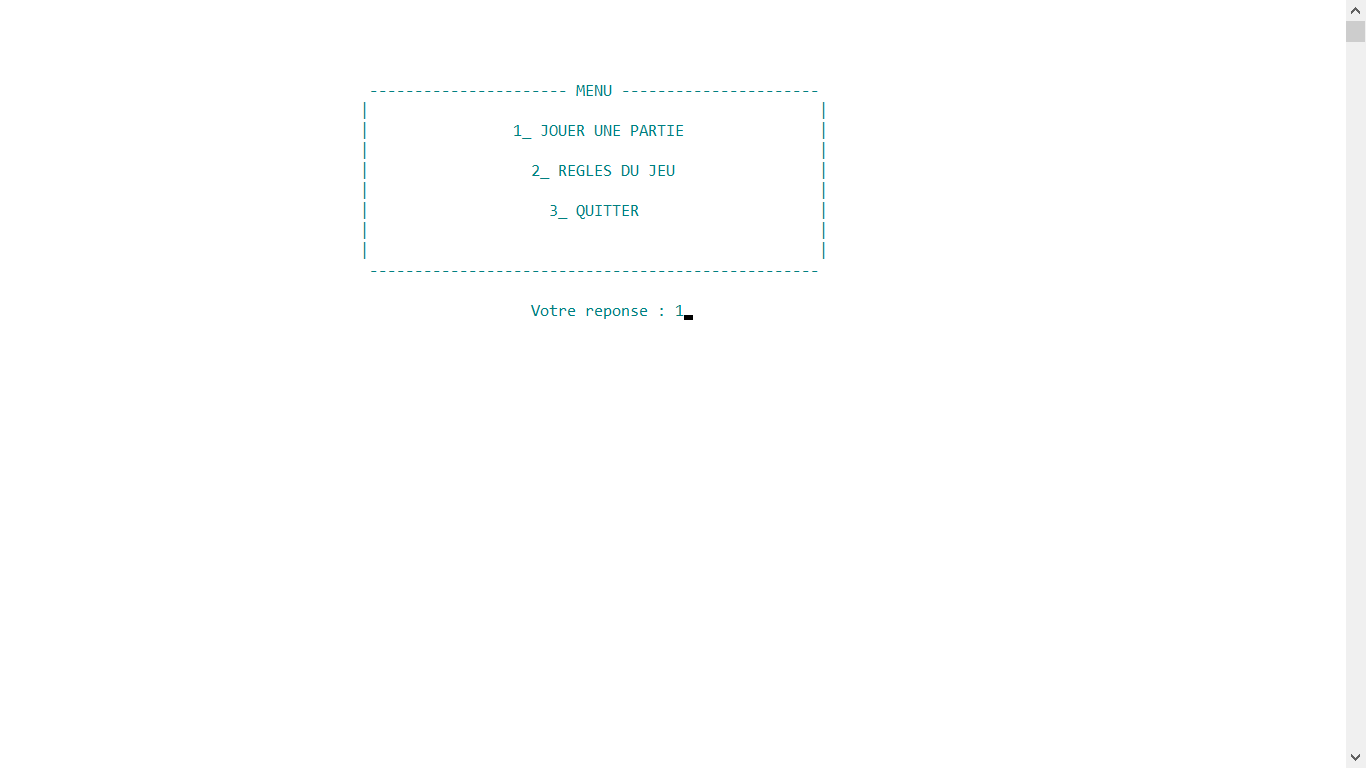 ---------------------- MENU ----------------------
1_ JOUER UNE PARTIE
2_ REGLES DU JEU
3_ QUITTER
--------------------------------------------------
Votre reponse : 1